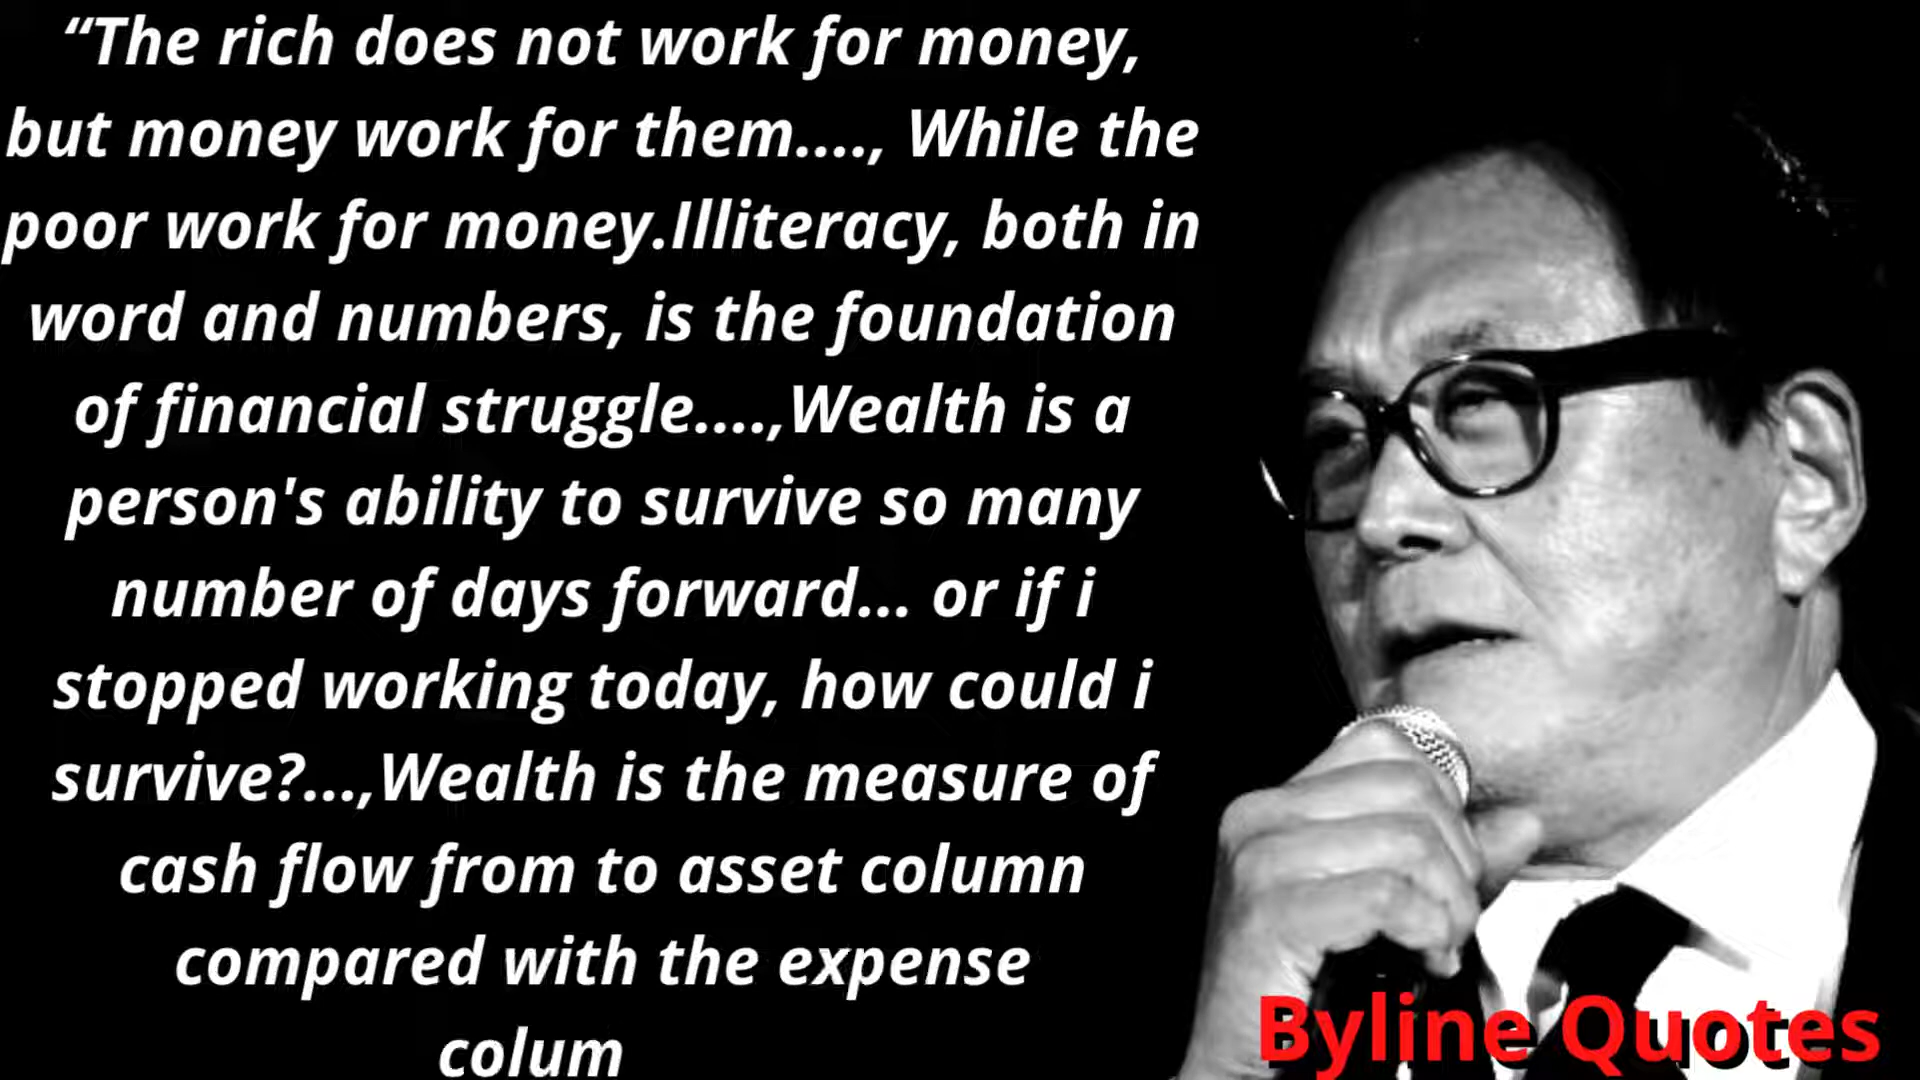 “The rich does not work for money,
but money work for them...., While the
poor work for money.Illiteracy, both in
word and numbers, is the foundation
of financial struggle....,Wealth is a
person's ability to survive so many
number of days forward... or if i
stopped working today, how could i
survive?...,Wealth is the measure of
cash flow from to asset column
compared with the expense
colum
Byline Quotes